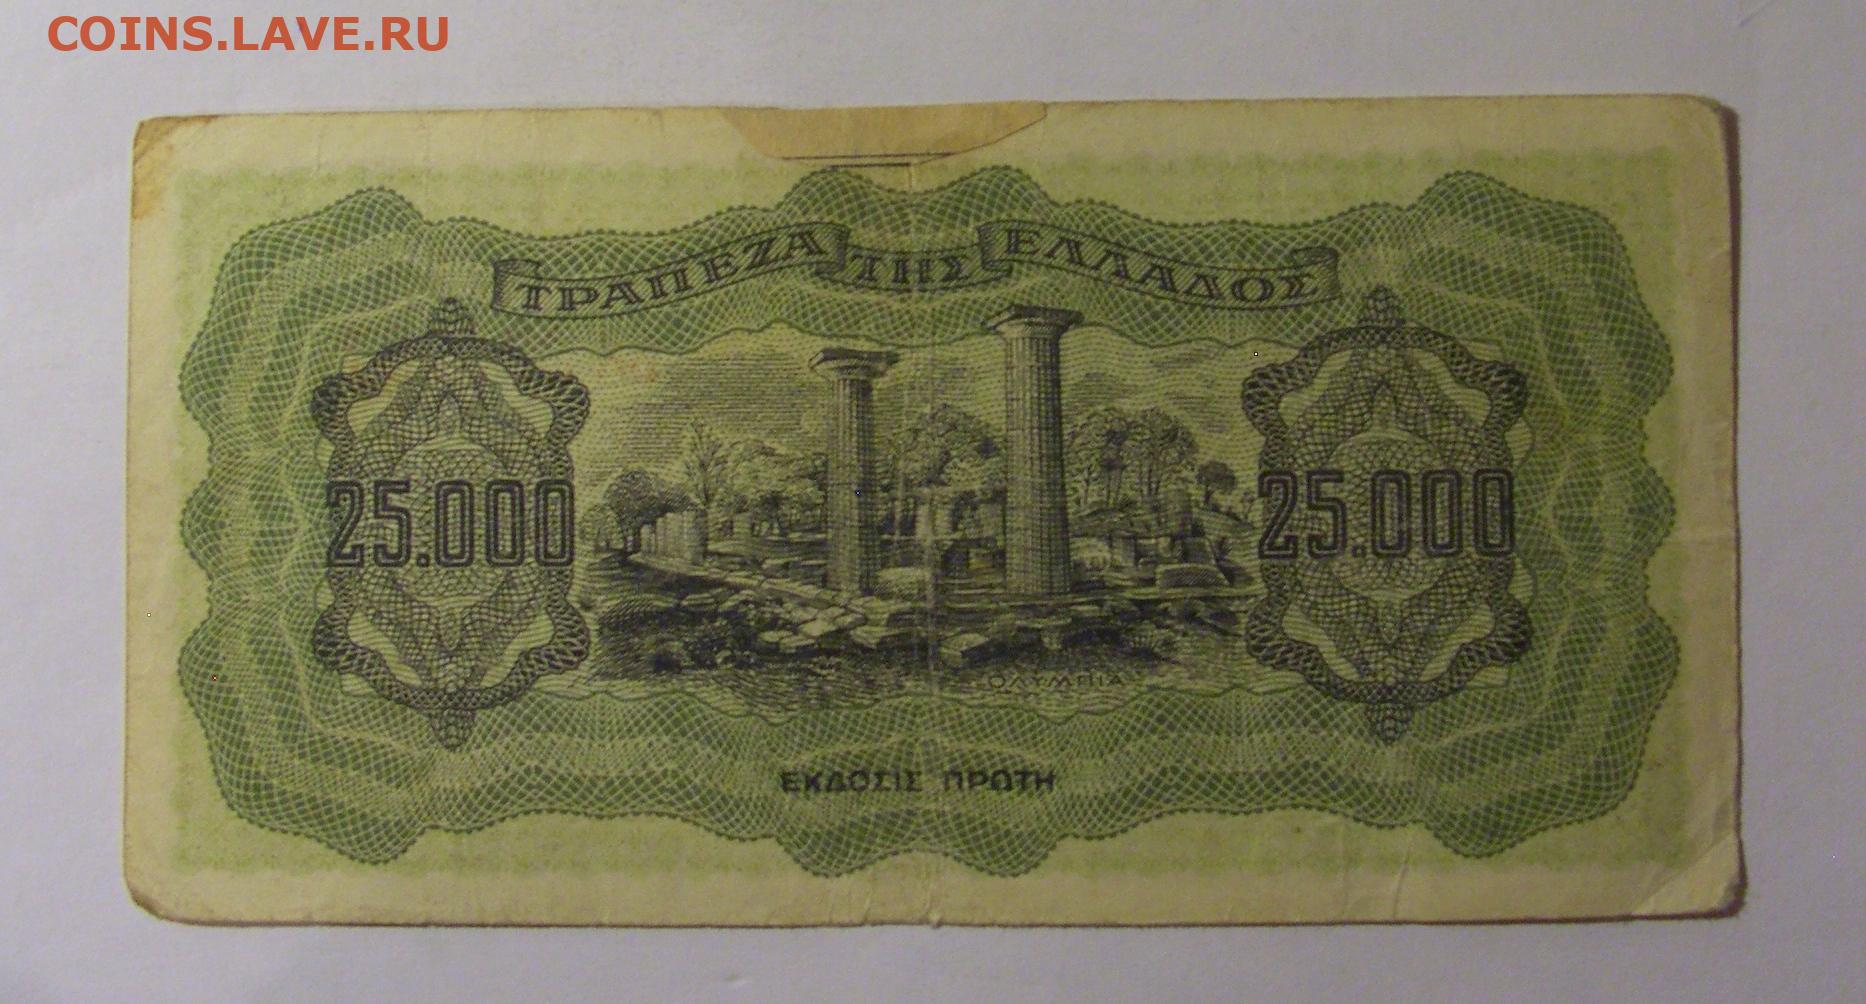 COINS.LAVE.RU
ΤΡΑΠΕΖΑ ΤΗΣ ΕΛΛΑΔΟΣ
25.000 25.000
ΟΛΥΜΠΙΑ
ΕΚΔΟΣΙΣ ΠΡΩΤΗ